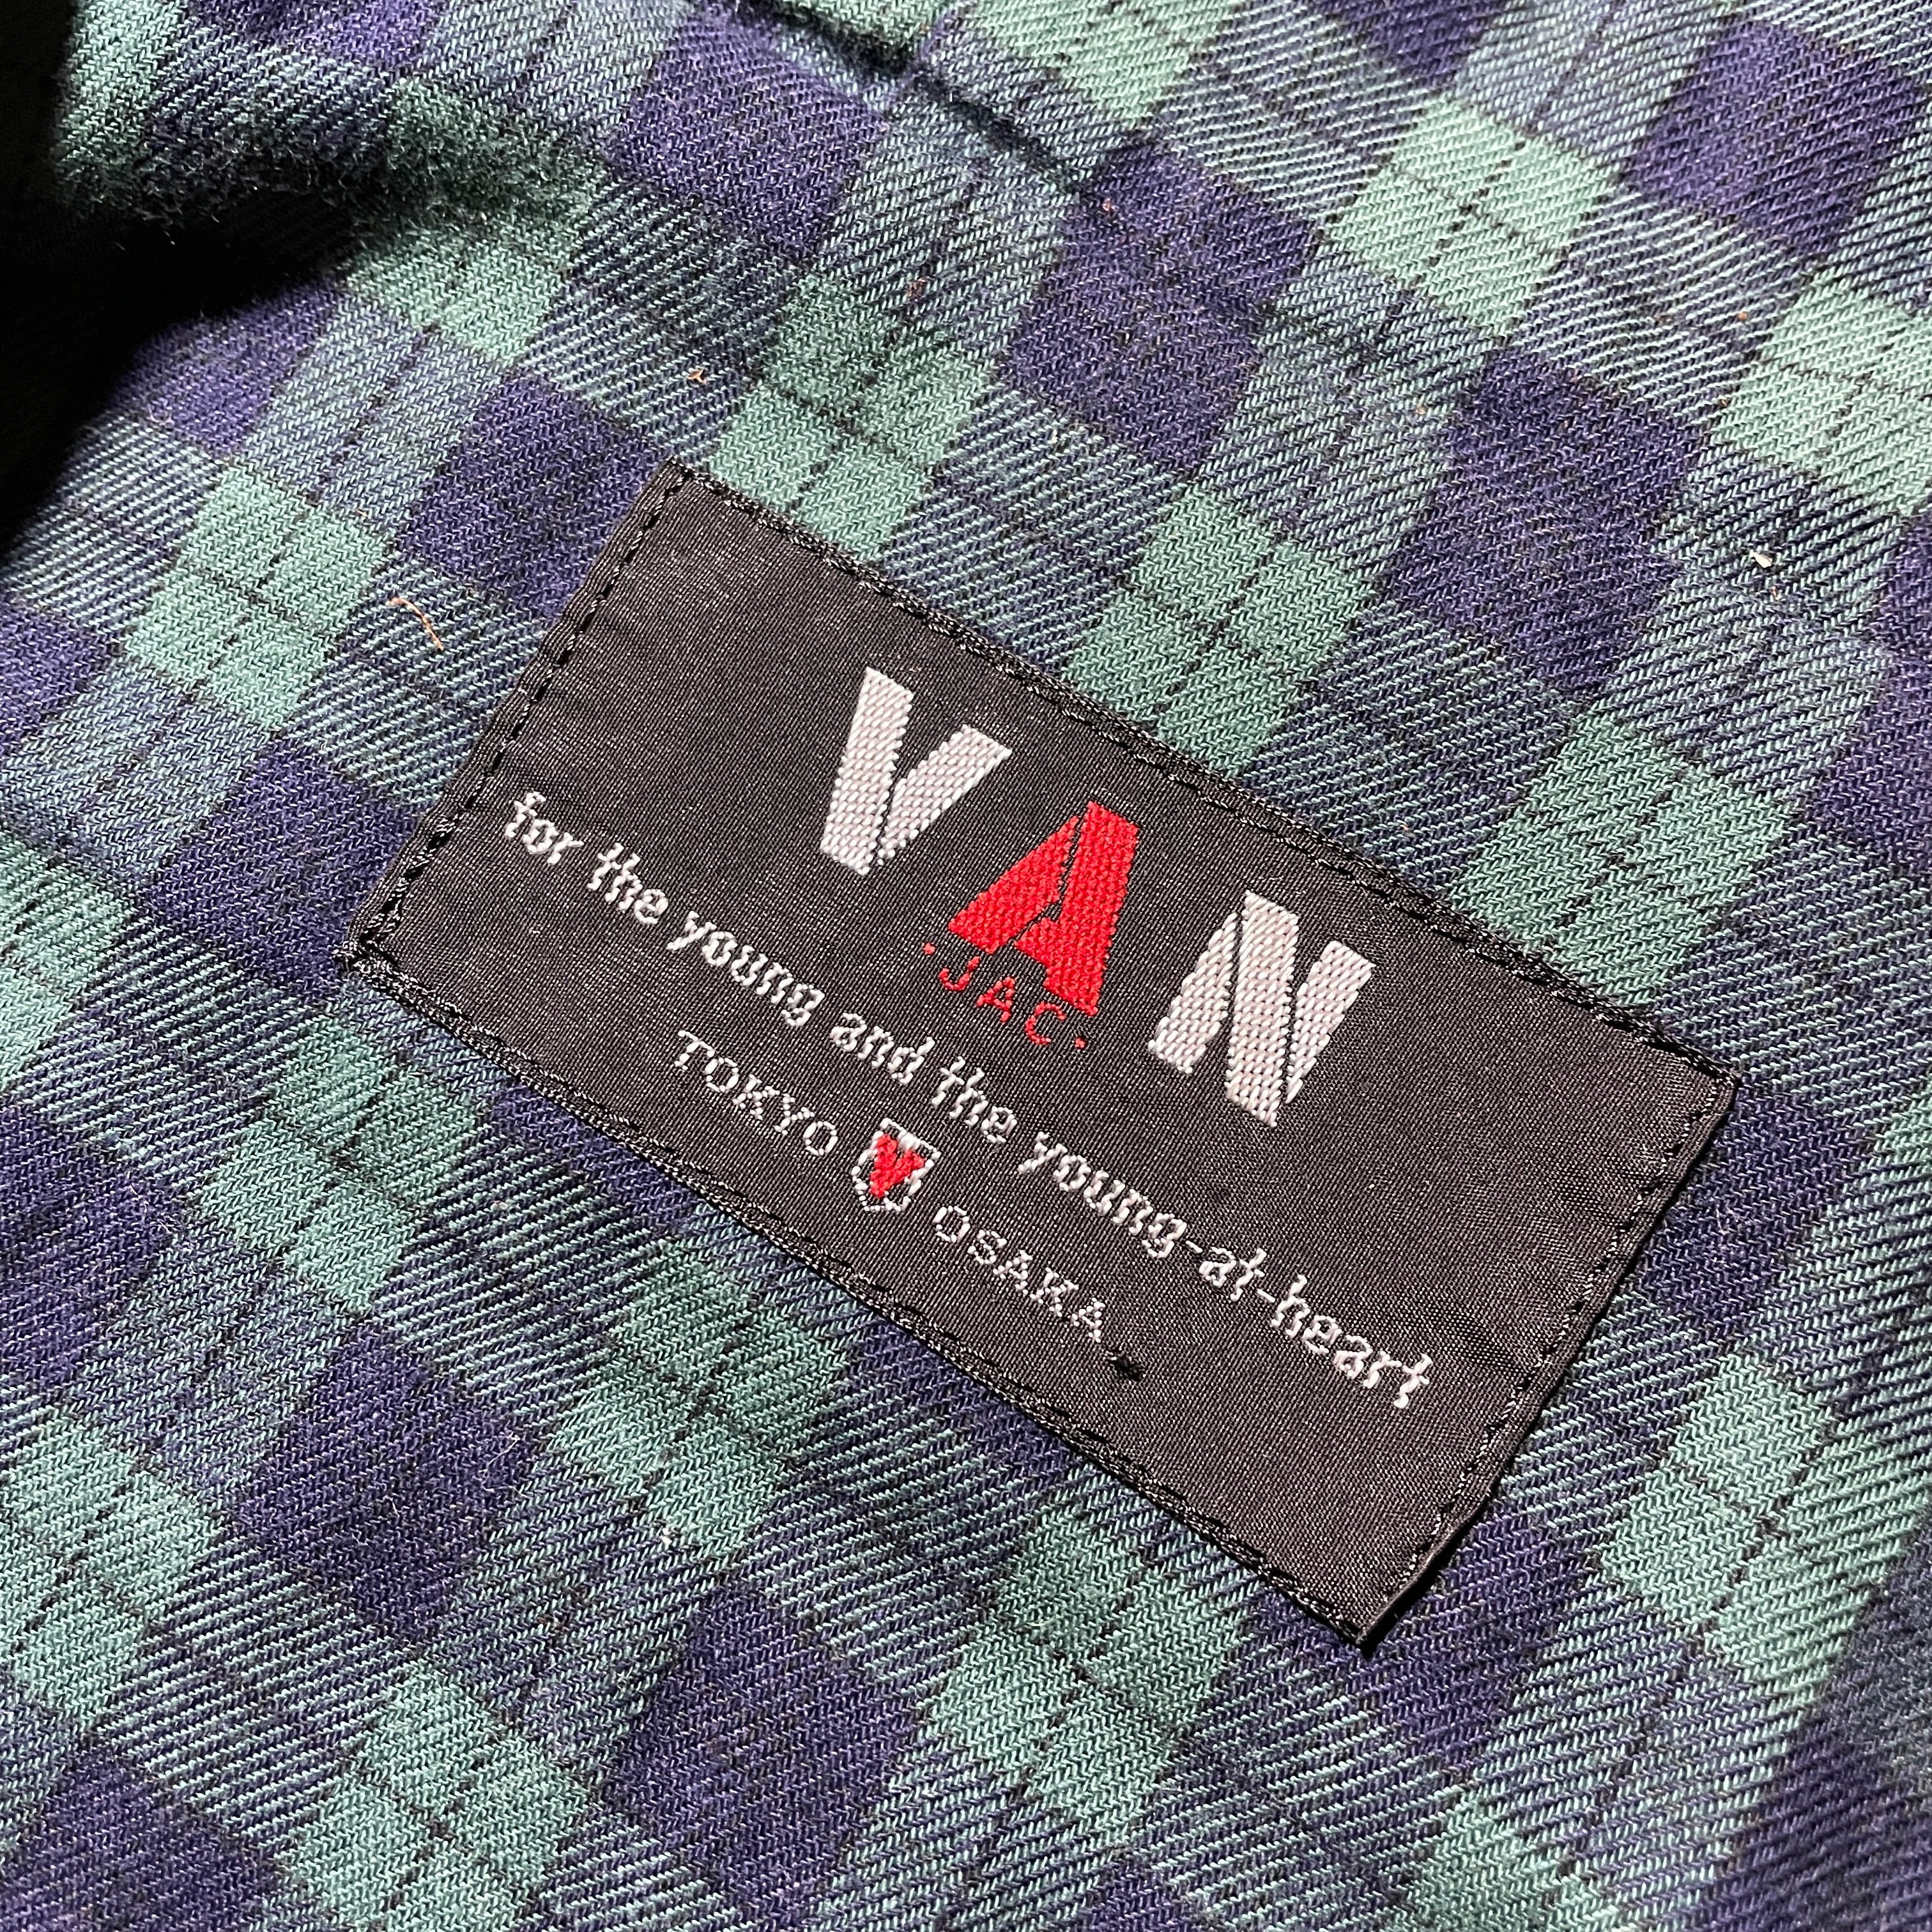 VAN
·JAC·
for the young and the young-at-heart
TOKYO V OSAKA